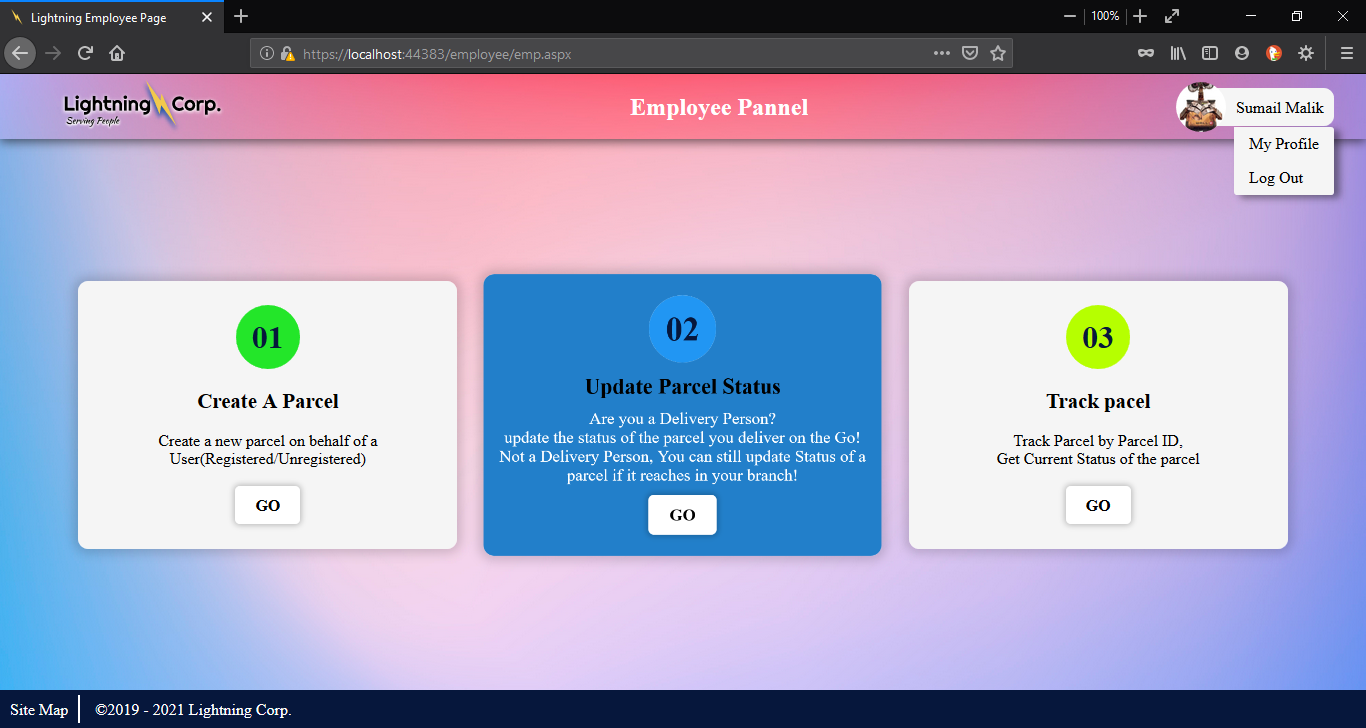 Lightning Employee Page
100%
https://localhost:44383/employee/emp.aspx
Lightning Corp.
Serving People
Employee Pannel
Sumail Malik
My Profile
Log Out
01
Create A Parcel
Create a new parcel on behalf of a
User(Registered/Unregistered)
GO
02
Update Parcel Status
Are you a Delivery Person?
update the status of the parcel you deliver on the Go!
Not a Delivery Person, You can still update Status of a
parcel if it reaches in your branch!
GO
03
Track pacel
Track Parcel by Parcel ID,
Get Current Status of the parcel
GO
Site Map
©2019 - 2021 Lightning Corp.